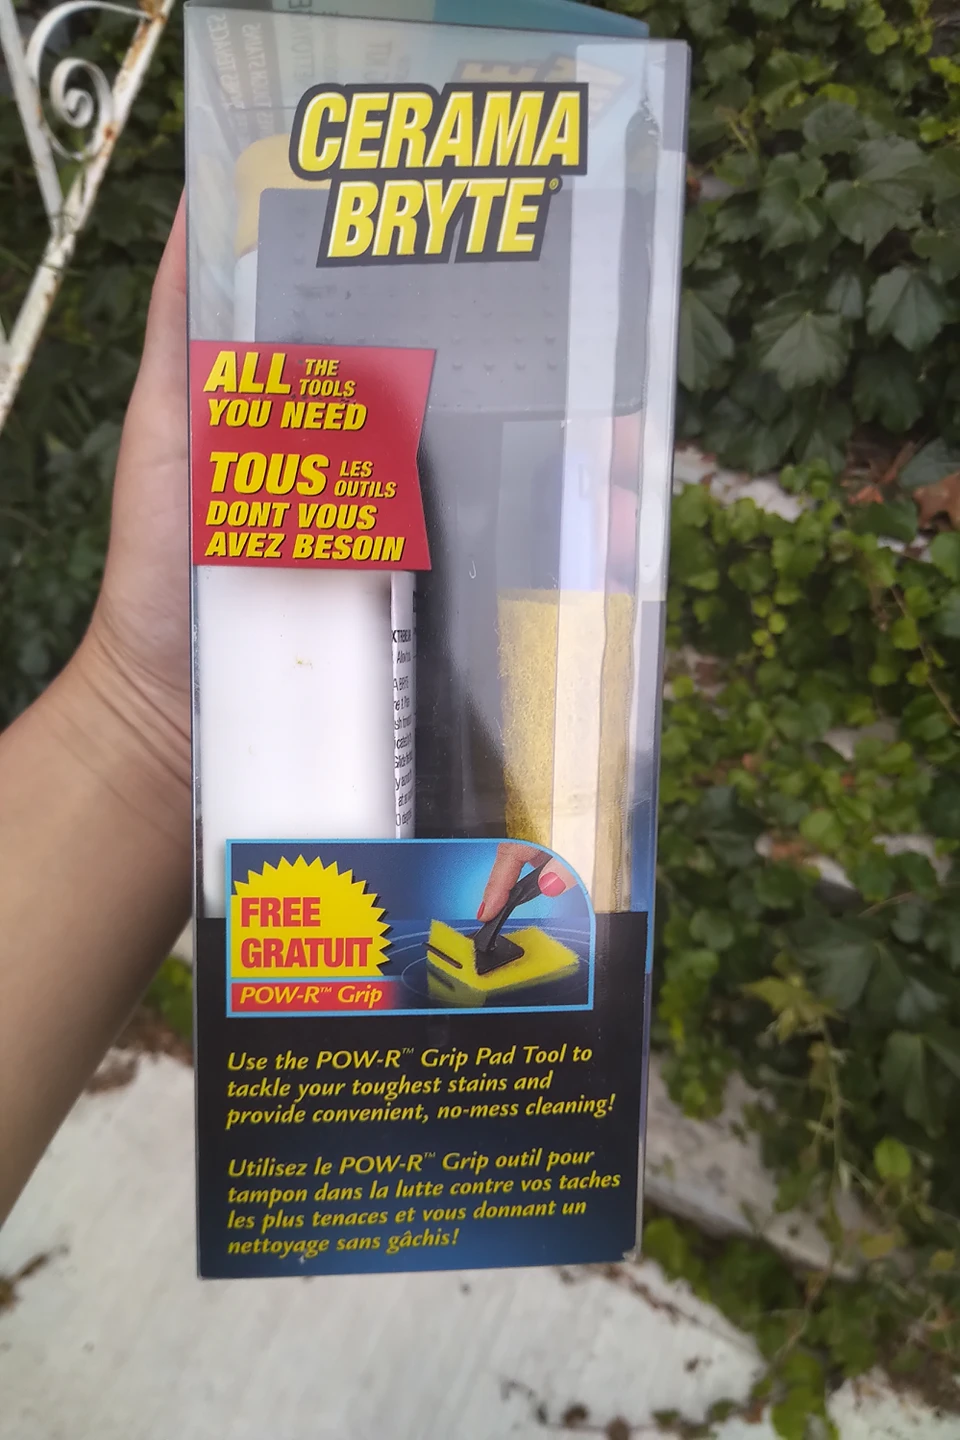 CERAMA
BRYTE®
ALL THE TOOLS
YOU NEED
TOUS LES OUTILS
DONT VOUS
AVEZ BESOIN
FREE
GRATUIT
POW-R™ Grip
Use the POW-R™ Grip Pad Tool to
tackle your toughest stains and
provide convenient, no-mess cleaning!
Utilisez le POW-R™ Grip outil pour
tampon dans la lutte contre vos taches
les plus tenaces et vous donnant un
nettoyage sans gâchis!